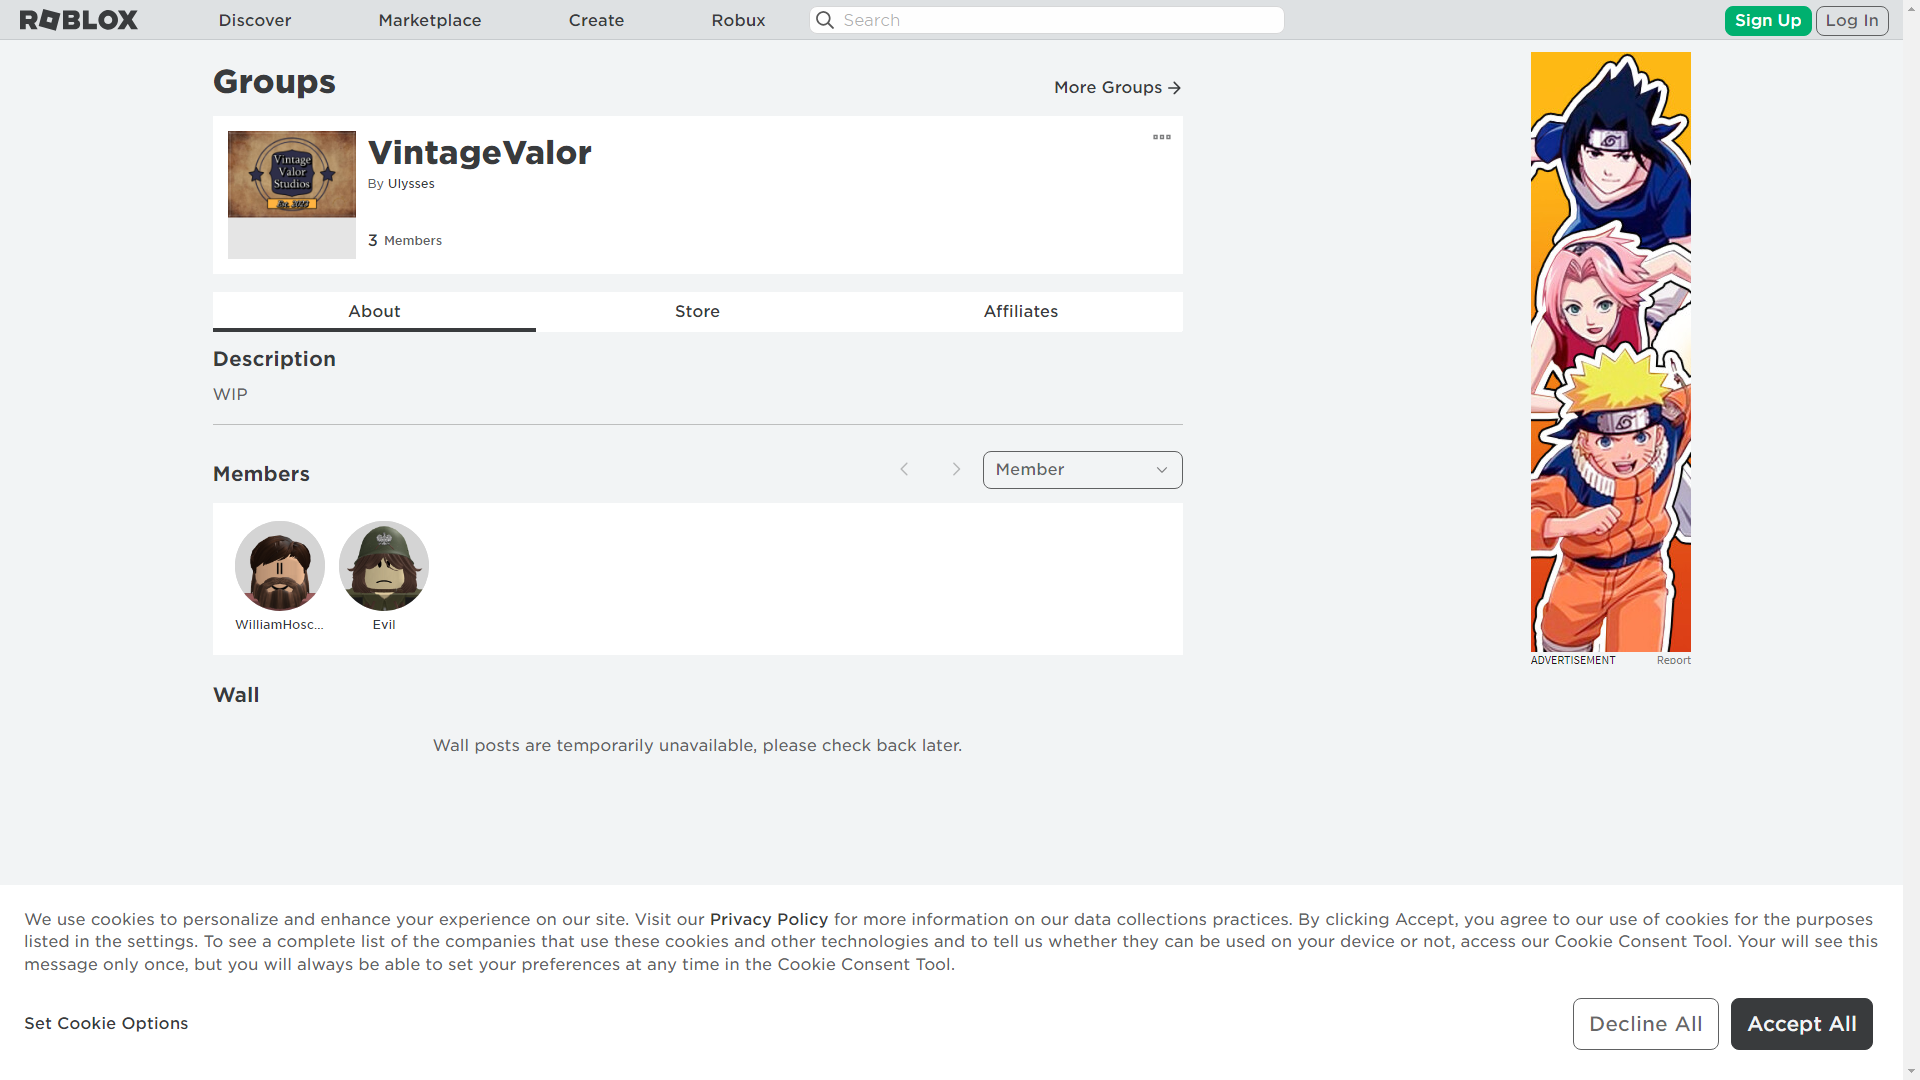 ROBLOX
Discover
Marketplace
Create
Robux
Search
Sign Up
Log In
Groups
More Groups
Vintage
Valor
Studios
VintageValor
By Ulysses
3 Members
About
Store
Affiliates
Description
WIP
Members
Member
WilliamHosc...
Evil
Wall
Wall posts are temporarily unavailable, please check back later.
ADVERTISEMENT
Report
We use cookies to personalize and enhance your experience on our site. Visit our Privacy Policy for more information on our data collections practices. By clicking Accept, you agree to our use of cookies for the purposes
listed in the settings. To see a complete list of the companies that use these cookies and other technologies and to tell us whether they can be used on your device or not, access our Cookie Consent Tool. Your will see this
message only once, but you will always be able to set your preferences at any time in the Cookie Consent Tool.
Set Cookie Options
Decline All
Accept All